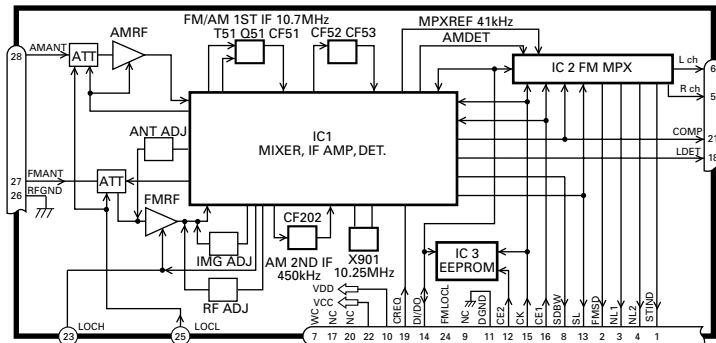 FM/AM 1ST IF 10.7MHz
MPXREF 41kHz
AMRF
T51 Q51 CF51
CF52 CF53
AMDET
28
AMANT
ATT
IC 2 FM MPX
L ch
6
R ch
5
ANT ADJ
IC1
MIXER, IF AMP, DET.
COMP
21
LDET
18
27
FMANT
ATT
26
RFGND
FMRF
CF202
IMG ADJ
AM 2ND IF
450kHz
X901
10.25MHz
IC 3
EEPROM
RF ADJ
VDD
VCC
23
LOCH
25
LOCL
WC
NC
NC
CREQ
DI/DO
FMLOCL
NC
DGND
CE2
CK
CE1
SDBW
SL
FMSD
NL1
NL2
STIND
7
17
20
22
10
19
14
24
9
11
12
15
16
8
13
2
3
4
1